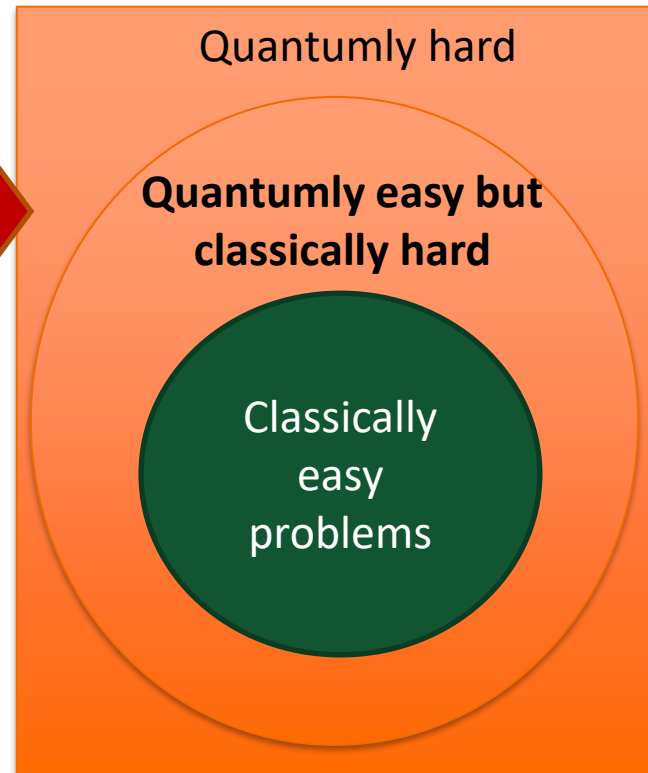 Quantumly hard
Quantumly easy but
classically hard
Classically
easy
problems